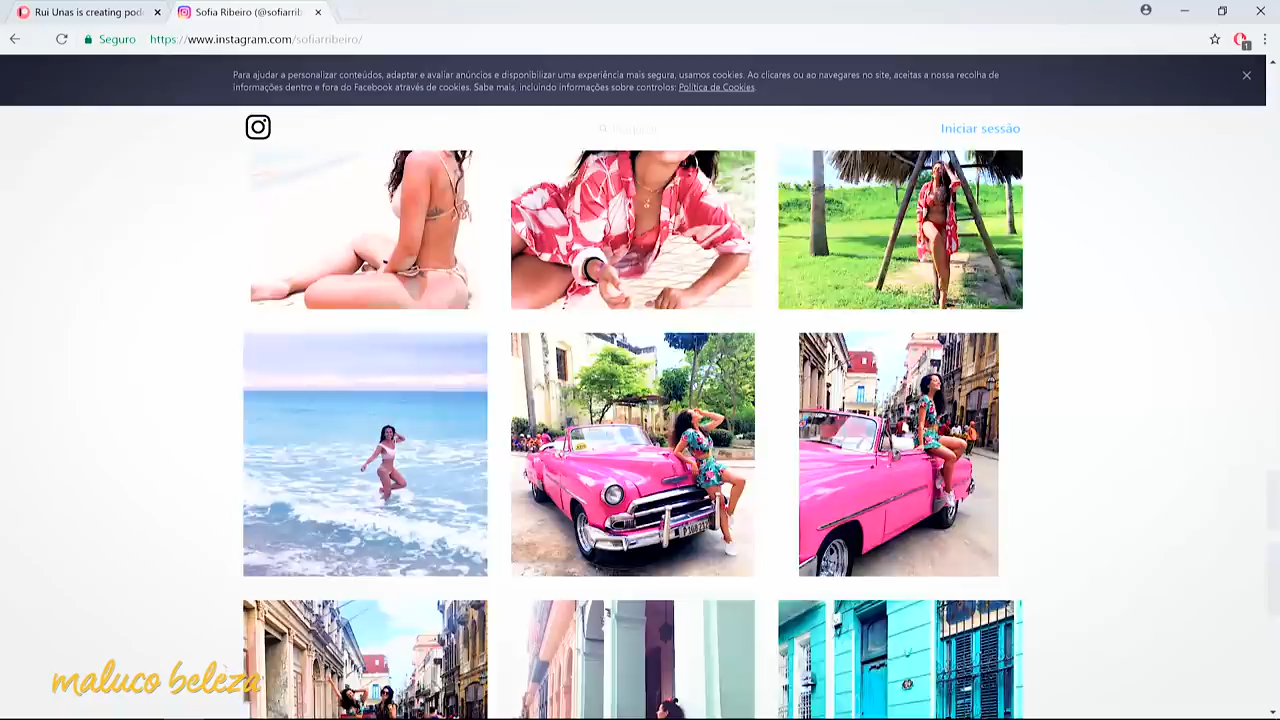 Rui Unas is creating pod
Sofia Ribeiro (@sofiarrib
Seguro
https://www.instagram.com/sofiarribeiro/
1
Para ajudar a personalizar conteúdos, adaptar e avaliar anúncios e disponibilizar uma experiência mais segura, usamos cookies. Ao clicares ou ao navegares no site, aceitas a nossa recolha de
informações dentro e fora do Facebook através de cookies. Sabe mais, incluindo informações sobre controlos: Política de Cookies.
Pesquisar
Iniciar sessão
maluco beleza